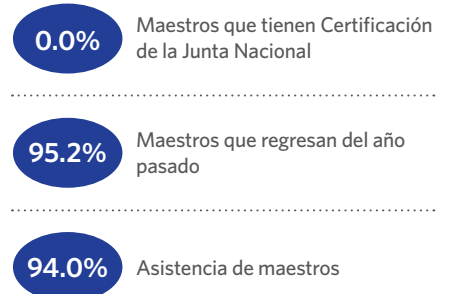 0.0%
Maestros que tienen Certificación
de la Junta Nacional
95.2%
Maestros que regresan del año
pasado
94.0%
Asistencia de maestros